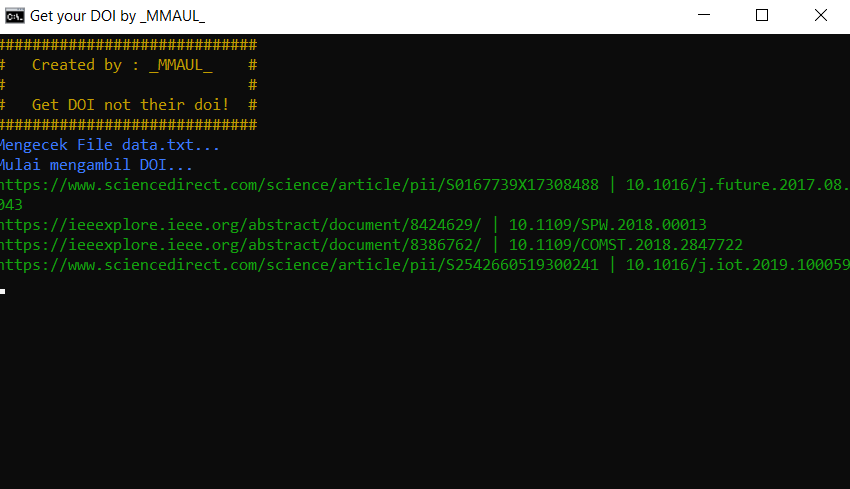 Get your DOI by _MMAUL_
#############################
#   Created by : _MMAUL_    #
#                           #
#   Get DOI not their doi!  #
#############################
Mengecek File data.txt...
Mulai mengambil DOI...
https://www.sciencedirect.com/science/article/pii/S0167739X17308488 | 10.1016/j.future.2017.08.
043
https://ieeexplore.ieee.org/abstract/document/8424629/ | 10.1109/SPW.2018.00013
https://ieeexplore.ieee.org/abstract/document/8386762/ | 10.1109/COMST.2018.2847722
https://www.sciencedirect.com/science/article/pii/S2542660519300241 | 10.1016/j.iot.2019.100059